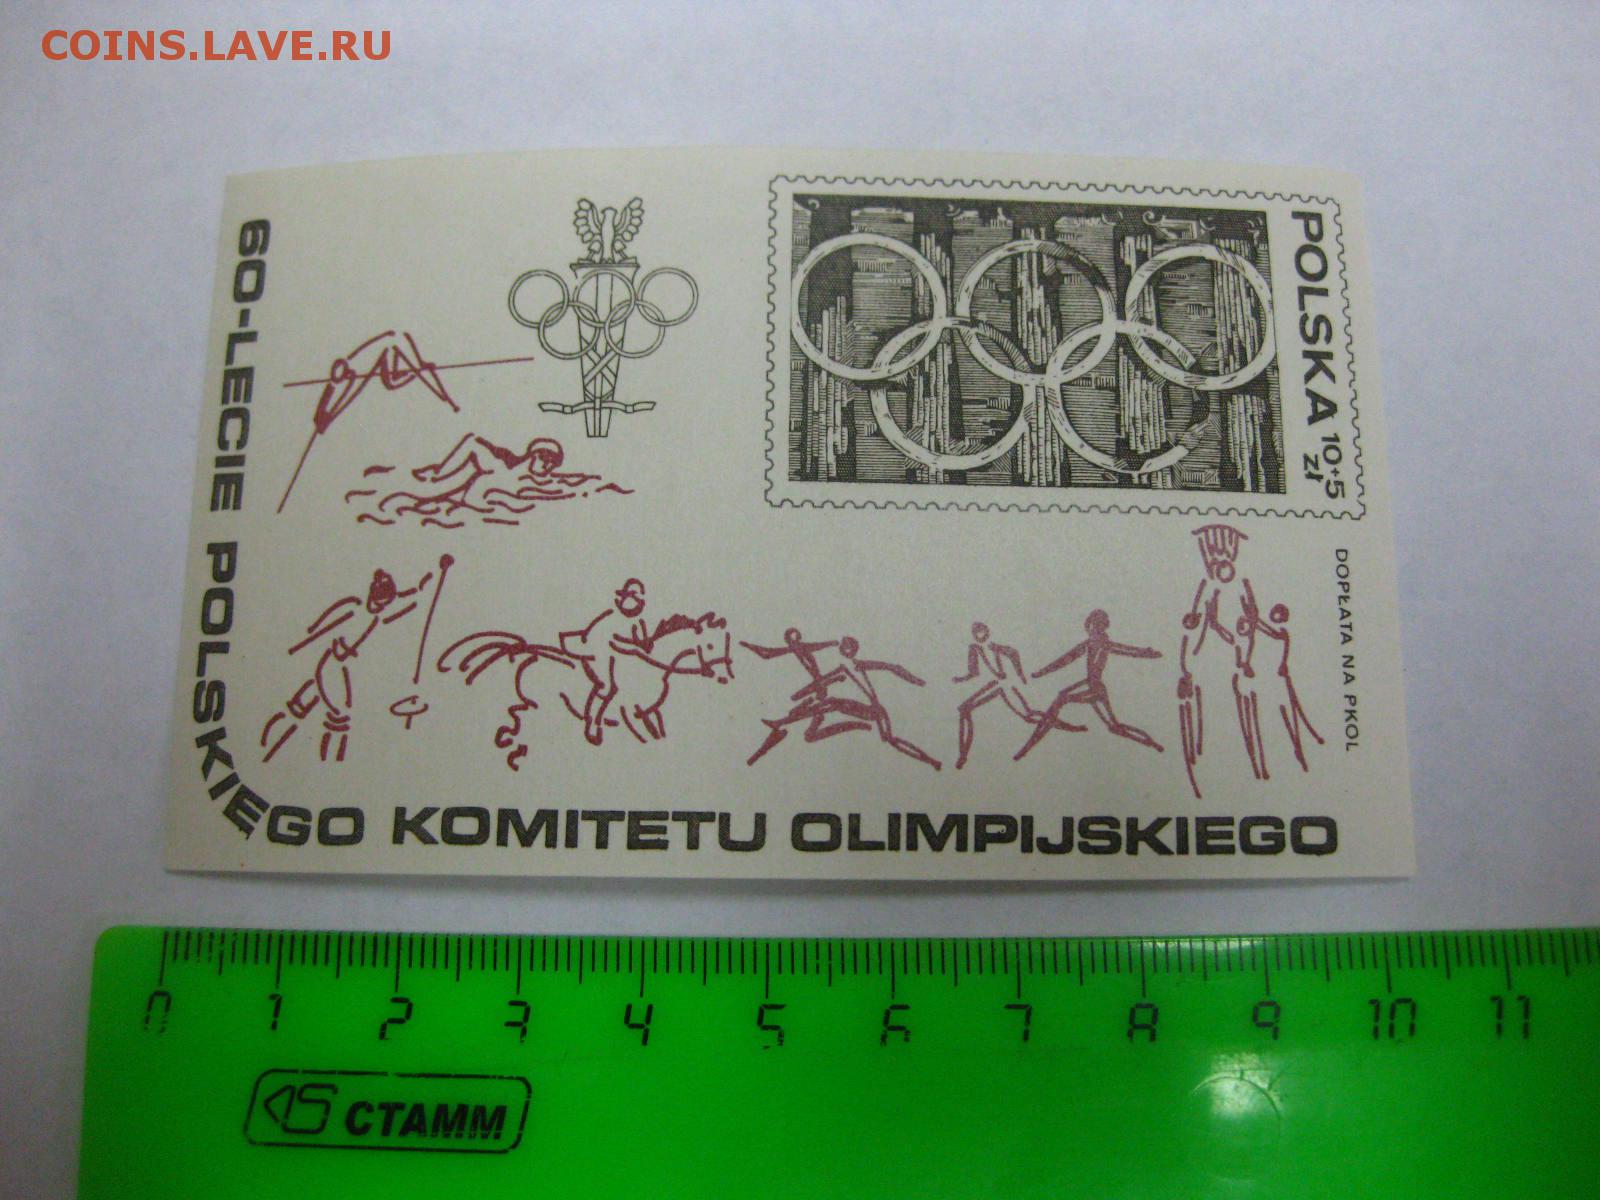 COINS.LAVE.RU
60-LECIE POLSKIEGO KOMITETU OLIMPIJSKIEGO
POLSKA 10+5 zł
DOPŁATA NA PKOL
0 1 2 3 4 5 6 7 8 9 10 11
СТАММ